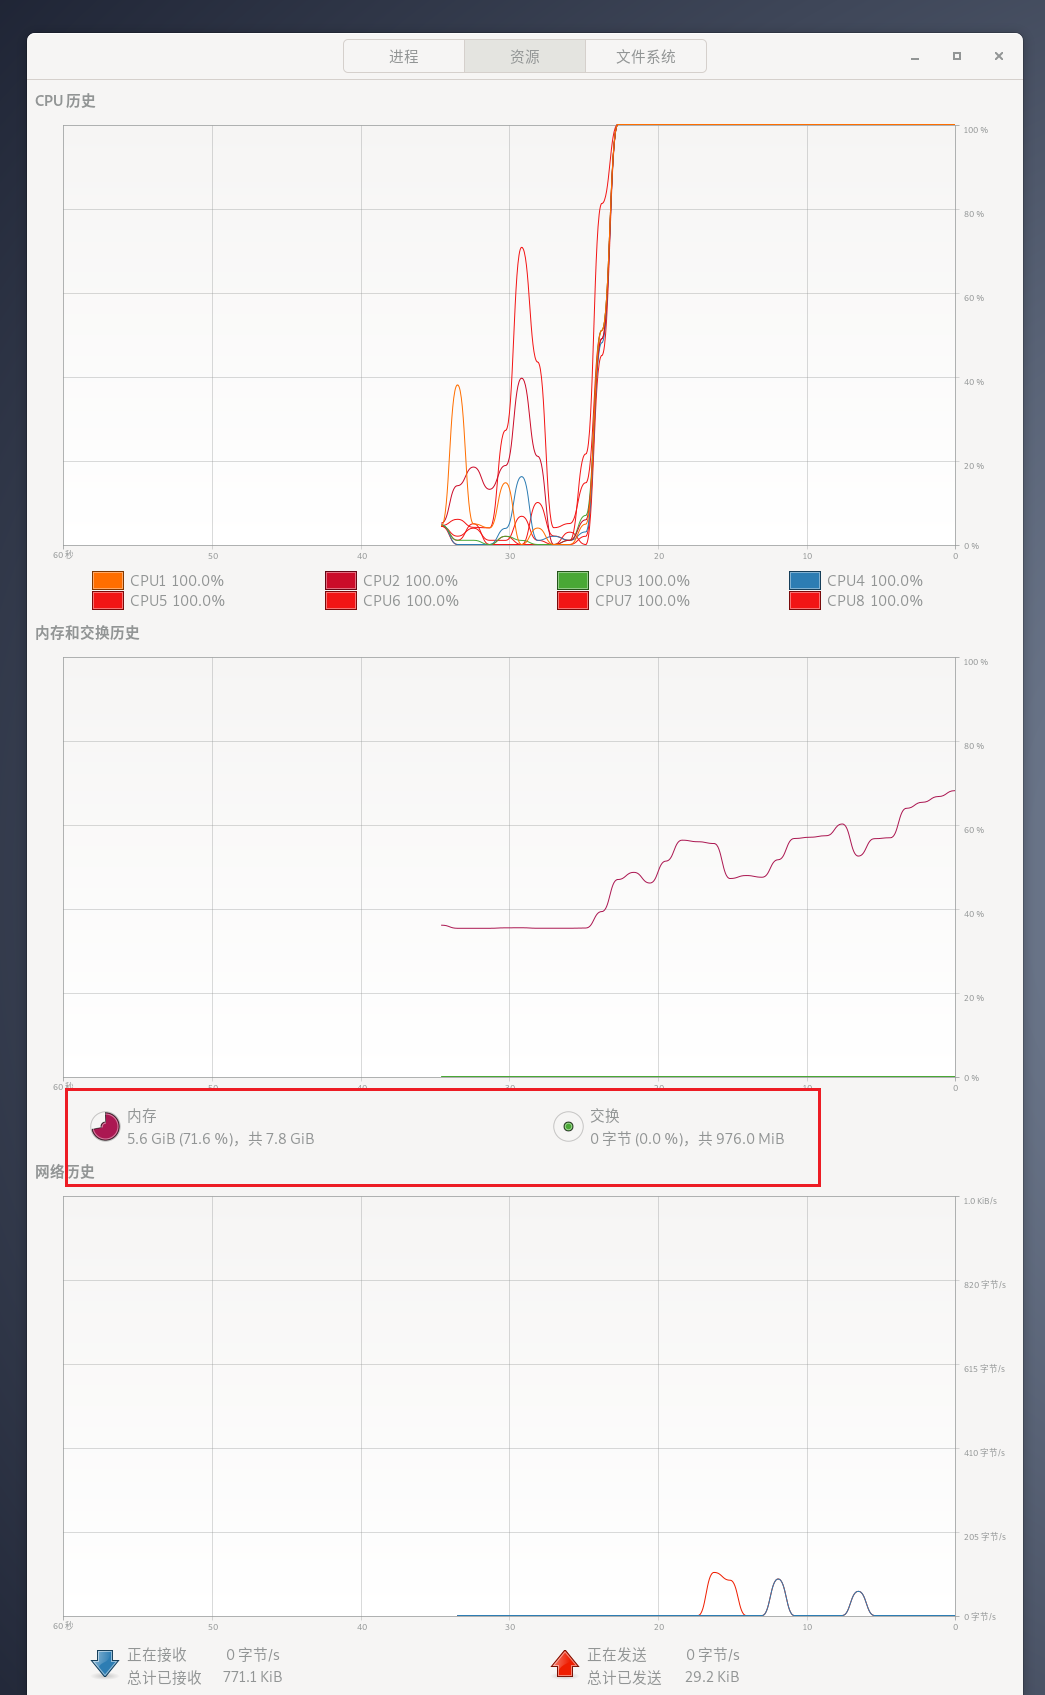 进程 资源 文件系统
CPU 历史
100 %
80 %
60 %
40 %
20 %
0 %
60 秒 50 40 30 20 10 0
CPU1 100.0% CPU2 100.0% CPU3 100.0% CPU4 100.0%
CPU5 100.0% CPU6 100.0% CPU7 100.0% CPU8 100.0%
内存和交换历史
100 %
80 %
60 %
40 %
20 %
0 %
60 秒 50 40 30 20 10 0
内存 交换
5.6 GiB (71.6 %)，共 7.8 GiB 0 字节 (0.0 %)，共 976.0 MiB
网络历史
1.0 KiB/s
820 字节/s
615 字节/s
410 字节/s
205 字节/s
0 字节/s
60 秒 50 40 30 20 10 0
正在接收 0 字节/s 正在发送 0 字节/s
总计已接收 771.1 KiB 总计已发送 29.2 KiB